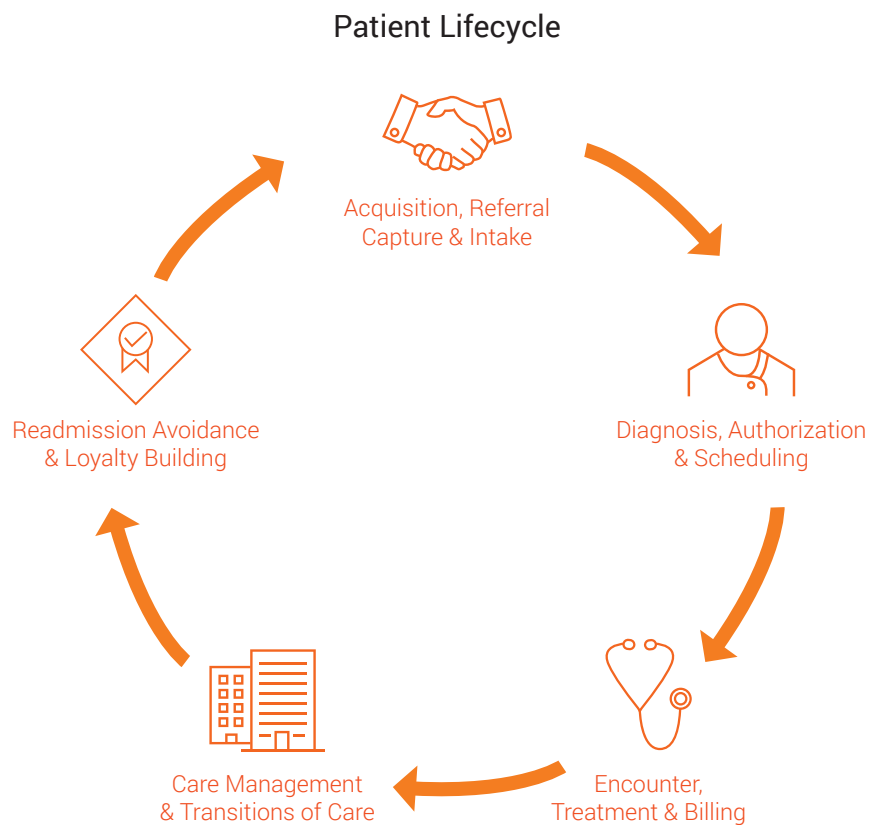 Patient Lifecycle
Acquisition, Referral
Capture & Intake
Diagnosis, Authorization
& Scheduling
Encounter,
Treatment & Billing
Care Management
& Transitions of Care
Readmission Avoidance
& Loyalty Building